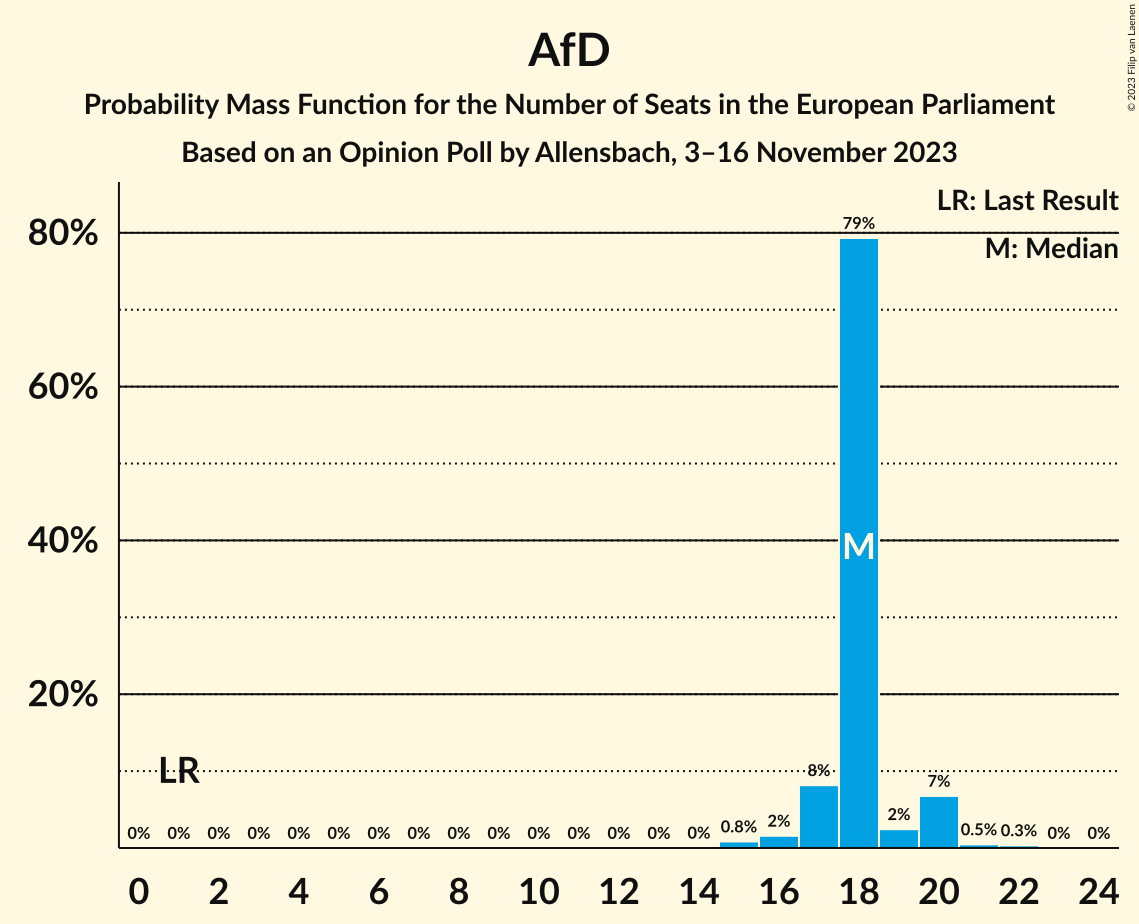 AfD
Probability Mass Function for the Number of Seats in the European Parliament
Based on an Opinion Poll by Allensbach, 3–16 November 2023
© 2023 Filip van Laenen
LR: Last Result
M: Median
80%
60%
40%
20%
79%
M
LR
0% 0% 0% 0% 0% 0% 0% 0% 0% 0% 0% 0% 0% 0% 0% 0.8% 2% 8% 2% 7% 0.5% 0.3% 0% 0%
0 2 4 6 8 10 12 14 16 18 20 22 24